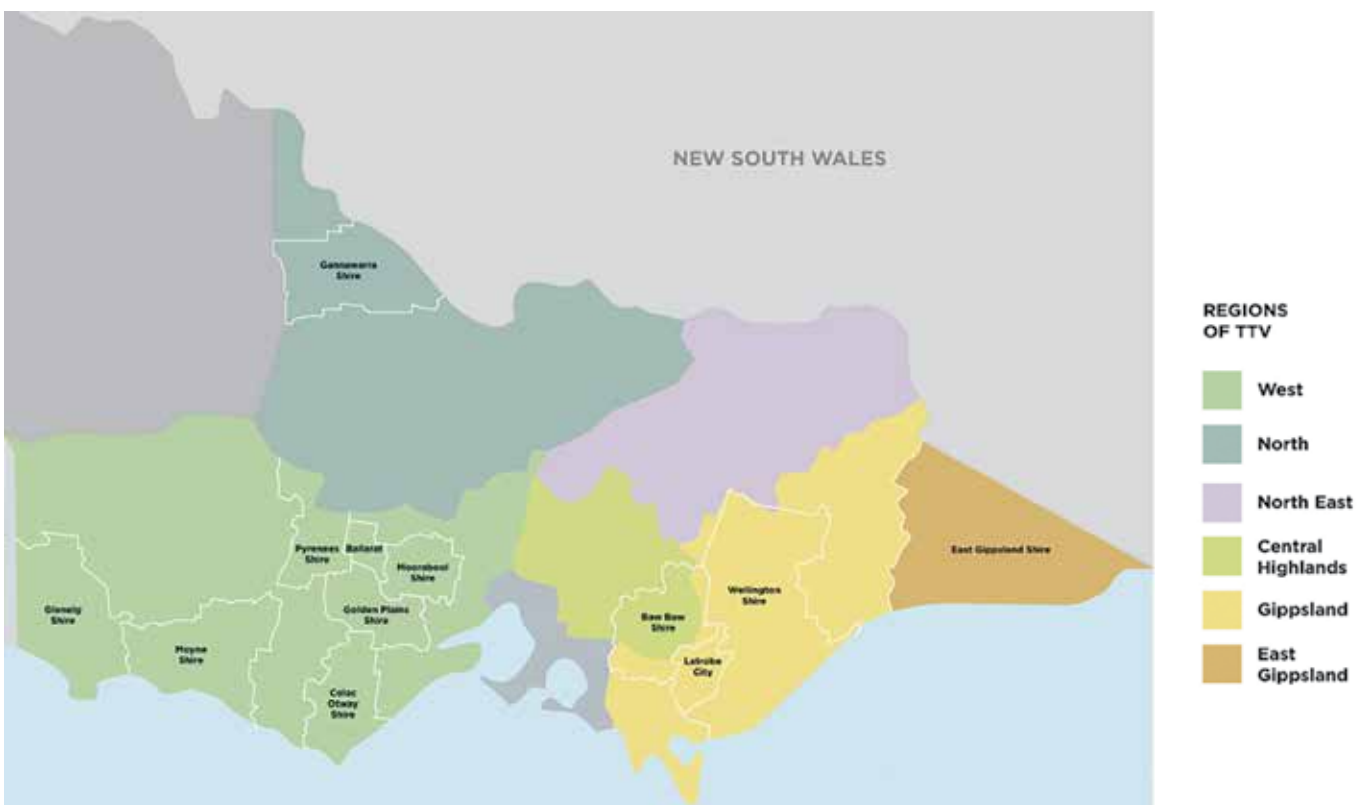 NEW SOUTH WALES
Gannawarra
Shire
Pyrenees
Shire
Ballarat
Moorabool
Shire
Glenelg
Shire
Golden Plains
Shire
Moyne
Shire
Colac
Otway
Shire
Baw Baw
Shire
Wellington
Shire
Latrobe
City
East Gippsland Shire
REGIONS
OF TTV
West
North
North East
Central
Highlands
Gippsland
East
Gippsland